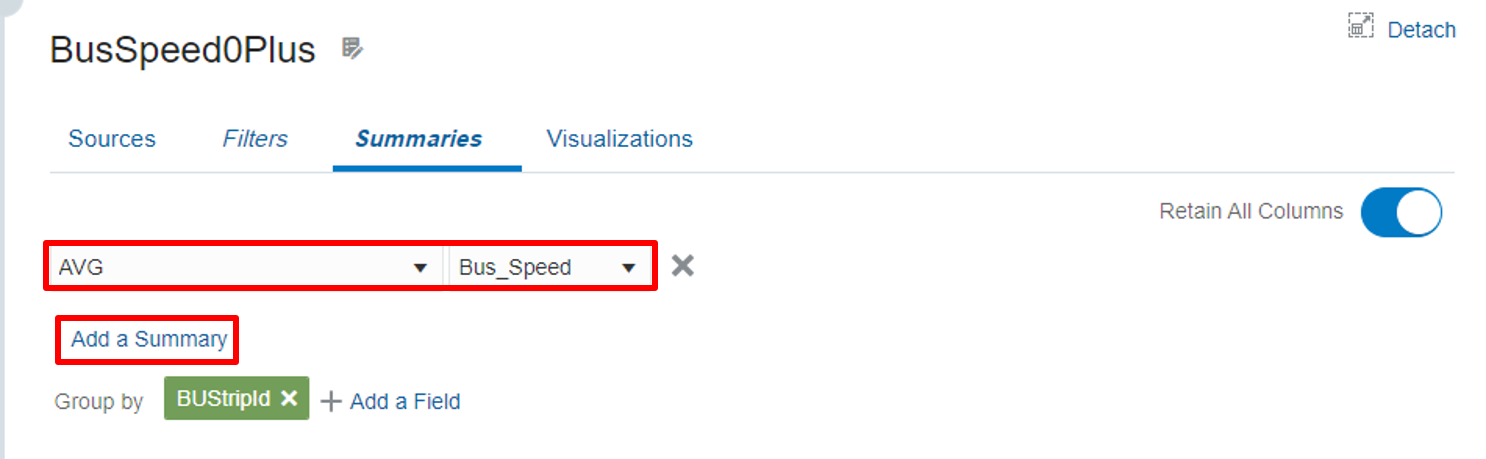 Detach
BusSpeed0Plus
Sources Filters Summaries Visualizations
Retain All Columns
AVG Bus_Speed
Add a Summary
Group by BUStripId Add a Field